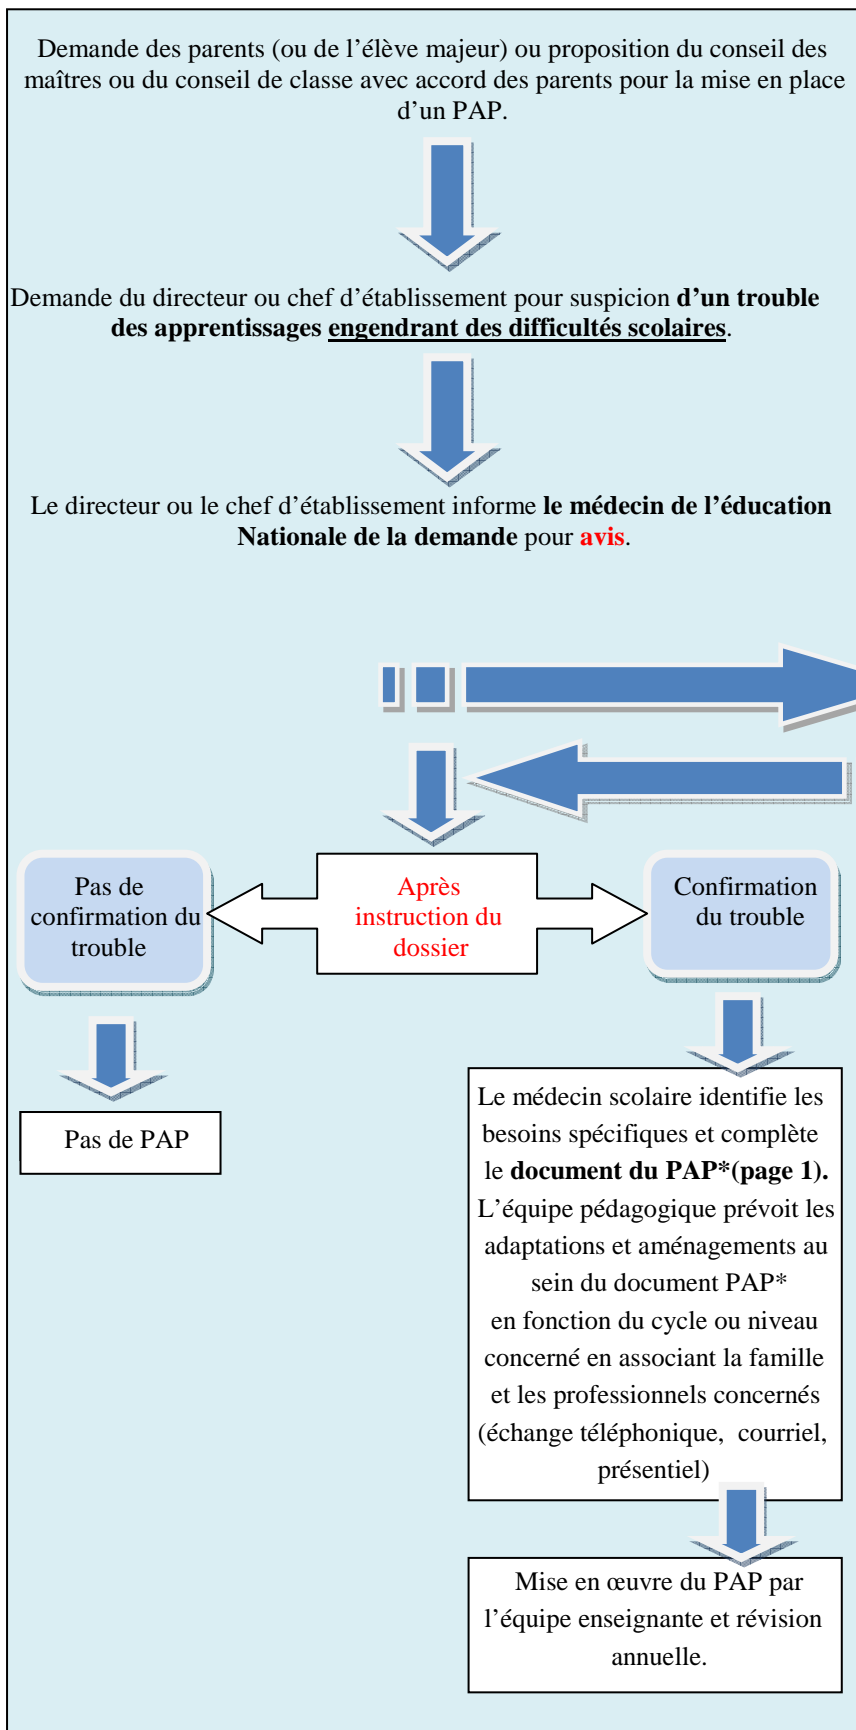 Demande des parents (ou de l’élève majeur) ou proposition du conseil des
maîtres ou du conseil de classe avec accord des parents pour la mise en place
d’un PAP.
Demande du directeur ou chef d’établissement pour suspicion d’un trouble
des apprentissages engendrant des difficultés scolaires.
Le directeur ou le chef d’établissement informe le médecin de l’éducation
Nationale de la demande pour avis.
Pas de
confirmation du
trouble
Après
instruction du
dossier
Confirmation
du trouble
Pas de PAP
Le médecin scolaire identifie les
besoins spécifiques et complète
le document du PAP*(page 1).
L’équipe pédagogique prévoit les
adaptations et aménagements au
sein du document PAP*
en fonction du cycle ou niveau
concerné en associant la famille
et les professionnels concernés
(échange téléphonique, courriel,
présentiel)
Mise en œuvre du PAP par
l’équipe enseignante et révision
annuelle.